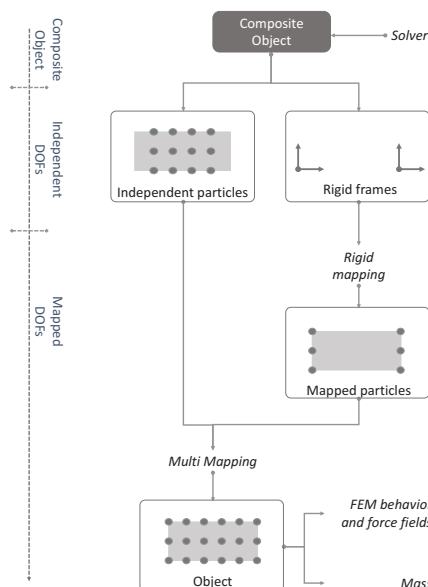 Composite
Object
Solver
Composite
Object
Independent
DOFs
Mapped
DOFs
Independent particles
Rigid frames
Rigid
mapping
Mapped particles
Multi Mapping
Object
FEM behavio
and force fields
Mas